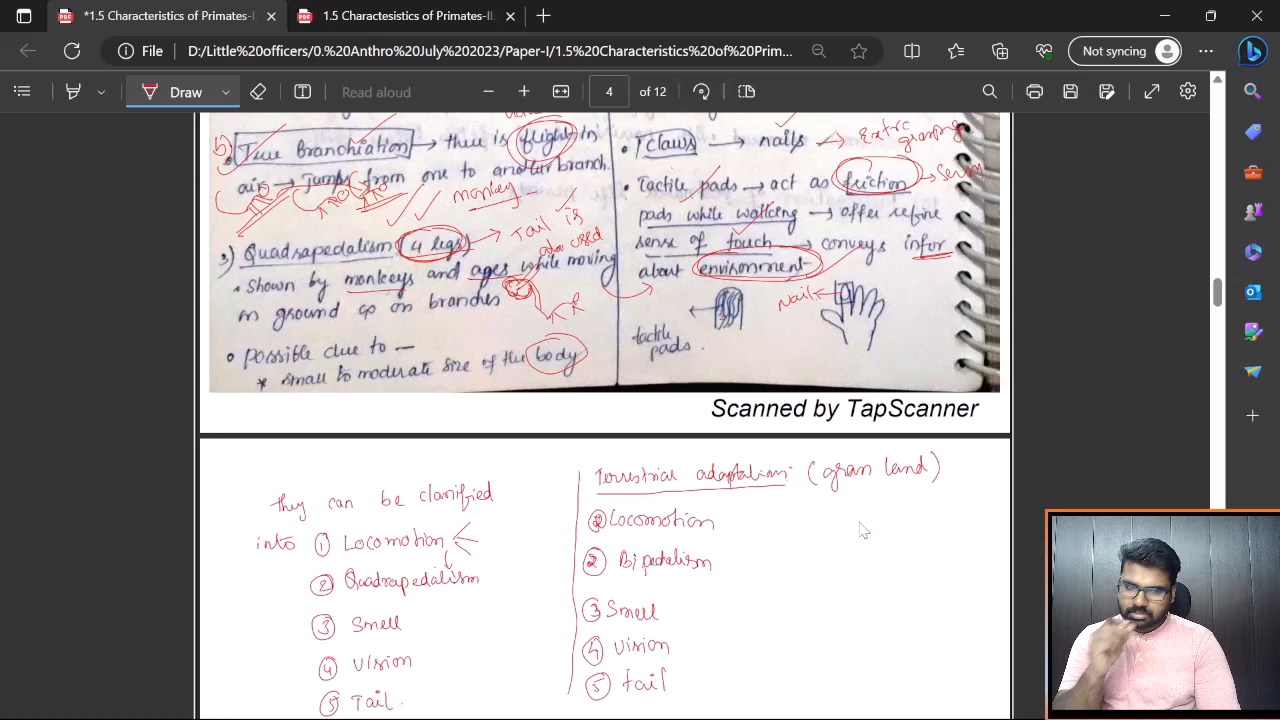 *1.5 Characteristics of Primates-I.
1.5 Charactesistics of Primates-II.
File
D:/Little%20officers/0.%20Anthro%20July%202023/Paper-I/1.5%20Characteristics%20of%20Prim...
Not syncing
Draw
Read aloud
4 of 12
b) True Branchiation → there is flight in
air → Jumps from one to another branch.
monkey
3) Quadrapedalism (4 legs) → Tail is
also used
• Shown by monkeys and apes while moving
on ground or on branches
• possible due to —
* small to moderate size of the body
• claws → nails → Extra grasping
• Tactile pads → act as friction
pads while walking → offer refine
sense of touch → conveys infor
about environment
Nail
tactile
pads.
Scanned by TapScanner
They can be classified
into ① Locomotion
② Quadrapedalism
③ Smell
④ Vision
⑤ Tail.
Terrestrial adaptations (grass land)
① Locomotion
② Bipedalism
③ Smell
④ Vision
⑤ tail